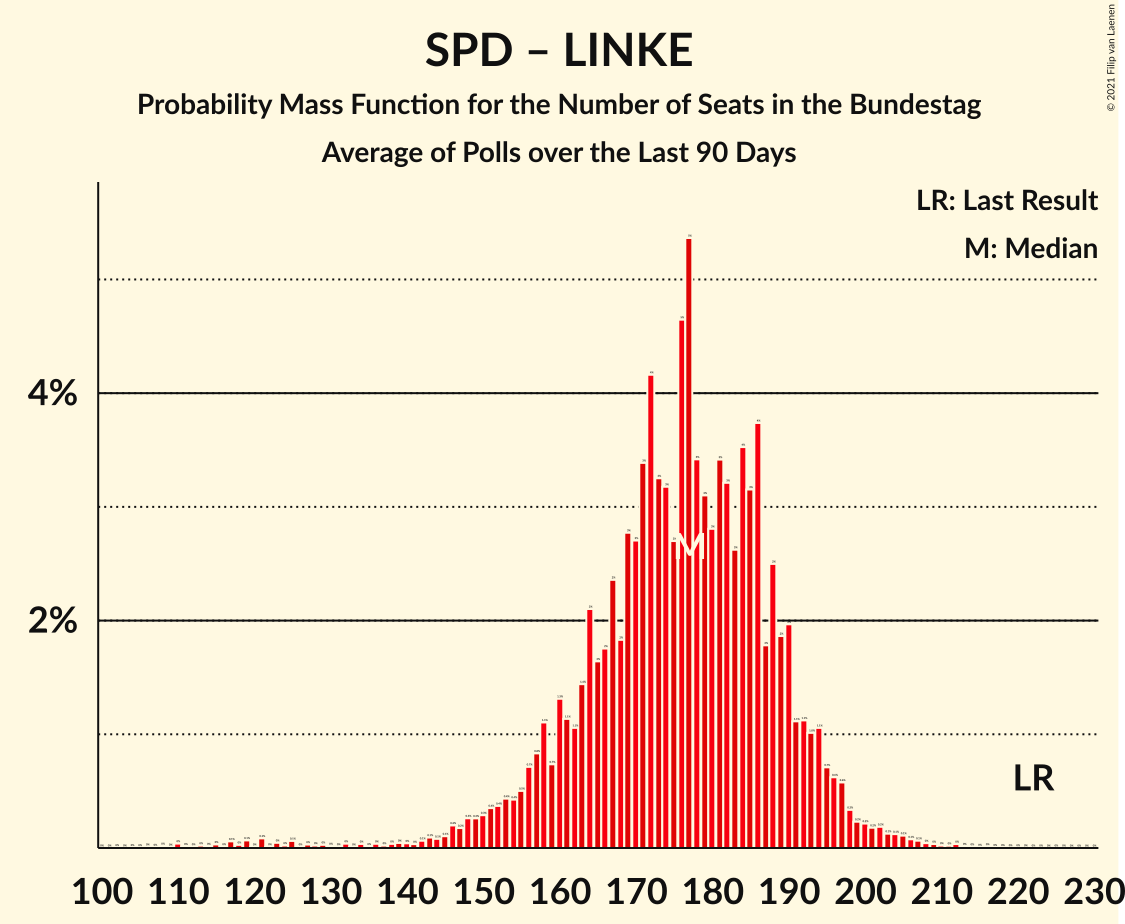 SPD – LINKE
Probability Mass Function for the Number of Seats in the Bundestag
Average of Polls over the Last 90 Days
© 2021 Filip van Laenen
LR: Last Result
M: Median
4%
2%
M
LR
100 110 120 130 140 150 160 170 180 190 200 210 220 230